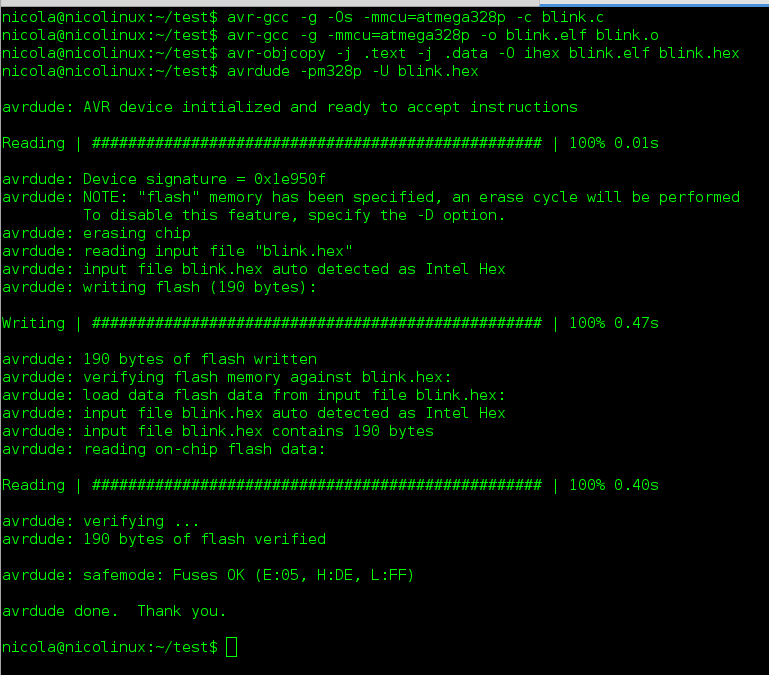 nicola@nicolinux:~/test$ avr-gcc -g -Os -mmcu=atmega328p -c blink.c
nicola@nicolinux:~/test$ avr-gcc -g -mmcu=atmega328p -o blink.elf blink.o
nicola@nicolinux:~/test$ avr-objcopy -j .text -j .data -O ihex blink.elf blink.hex
nicola@nicolinux:~/test$ avrdude -pm328p -U blink.hex

avrdude: AVR device initialized and ready to accept instructions

Reading | ################################################## | 100% 0.01s

avrdude: Device signature = 0x1e950f
avrdude: NOTE: "flash" memory has been specified, an erase cycle will be performed
         To disable this feature, specify the -D option.
avrdude: erasing chip
avrdude: reading input file "blink.hex"
avrdude: input file blink.hex auto detected as Intel Hex
avrdude: writing flash (190 bytes):

Writing | ################################################## | 100% 0.47s

avrdude: 190 bytes of flash written
avrdude: verifying flash memory against blink.hex:
avrdude: load data flash data from input file blink.hex:
avrdude: input file blink.hex auto detected as Intel Hex
avrdude: input file blink.hex contains 190 bytes
avrdude: reading on-chip flash data:

Reading | ################################################## | 100% 0.40s

avrdude: verifying ...
avrdude: 190 bytes of flash verified

avrdude: safemode: Fuses OK (E:05, H:DE, L:FF)

avrdude done.  Thank you.

nicola@nicolinux:~/test$